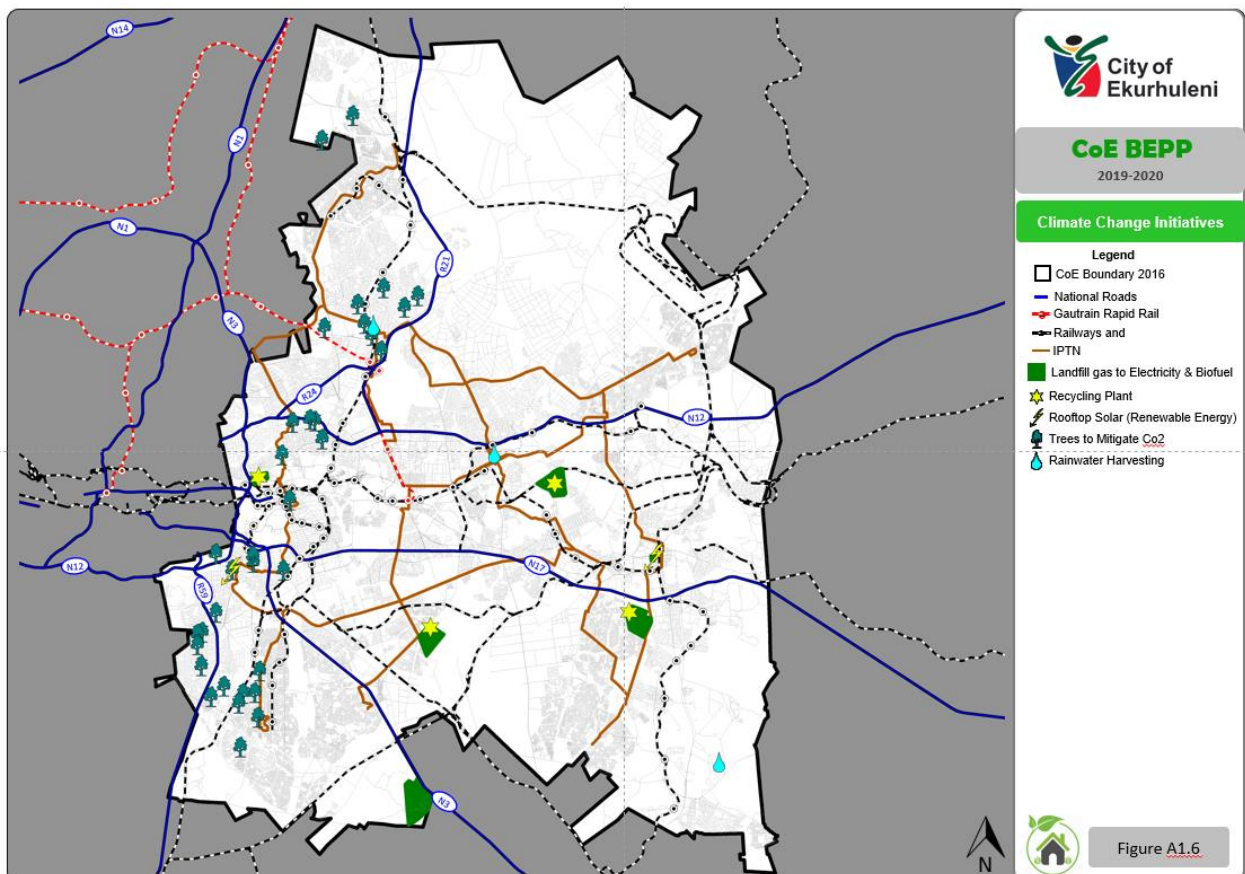 N14
N1
N1
N3
R21
R24
N12
N12
R59
N17
N3
City of
Ekurhuleni
CoE BEPP
2019-2020
Climate Change Initiatives
Legend
CoE Boundary 2016
National Roads
Gautrain Rapid Rail
Railways and
IPTN
Landfill gas to Electricity & Biofuel
Recycling Plant
Rooftop Solar (Renewable Energy)
Trees to Mitigate Co2
Rainwater Harvesting
N
Figure A1.6